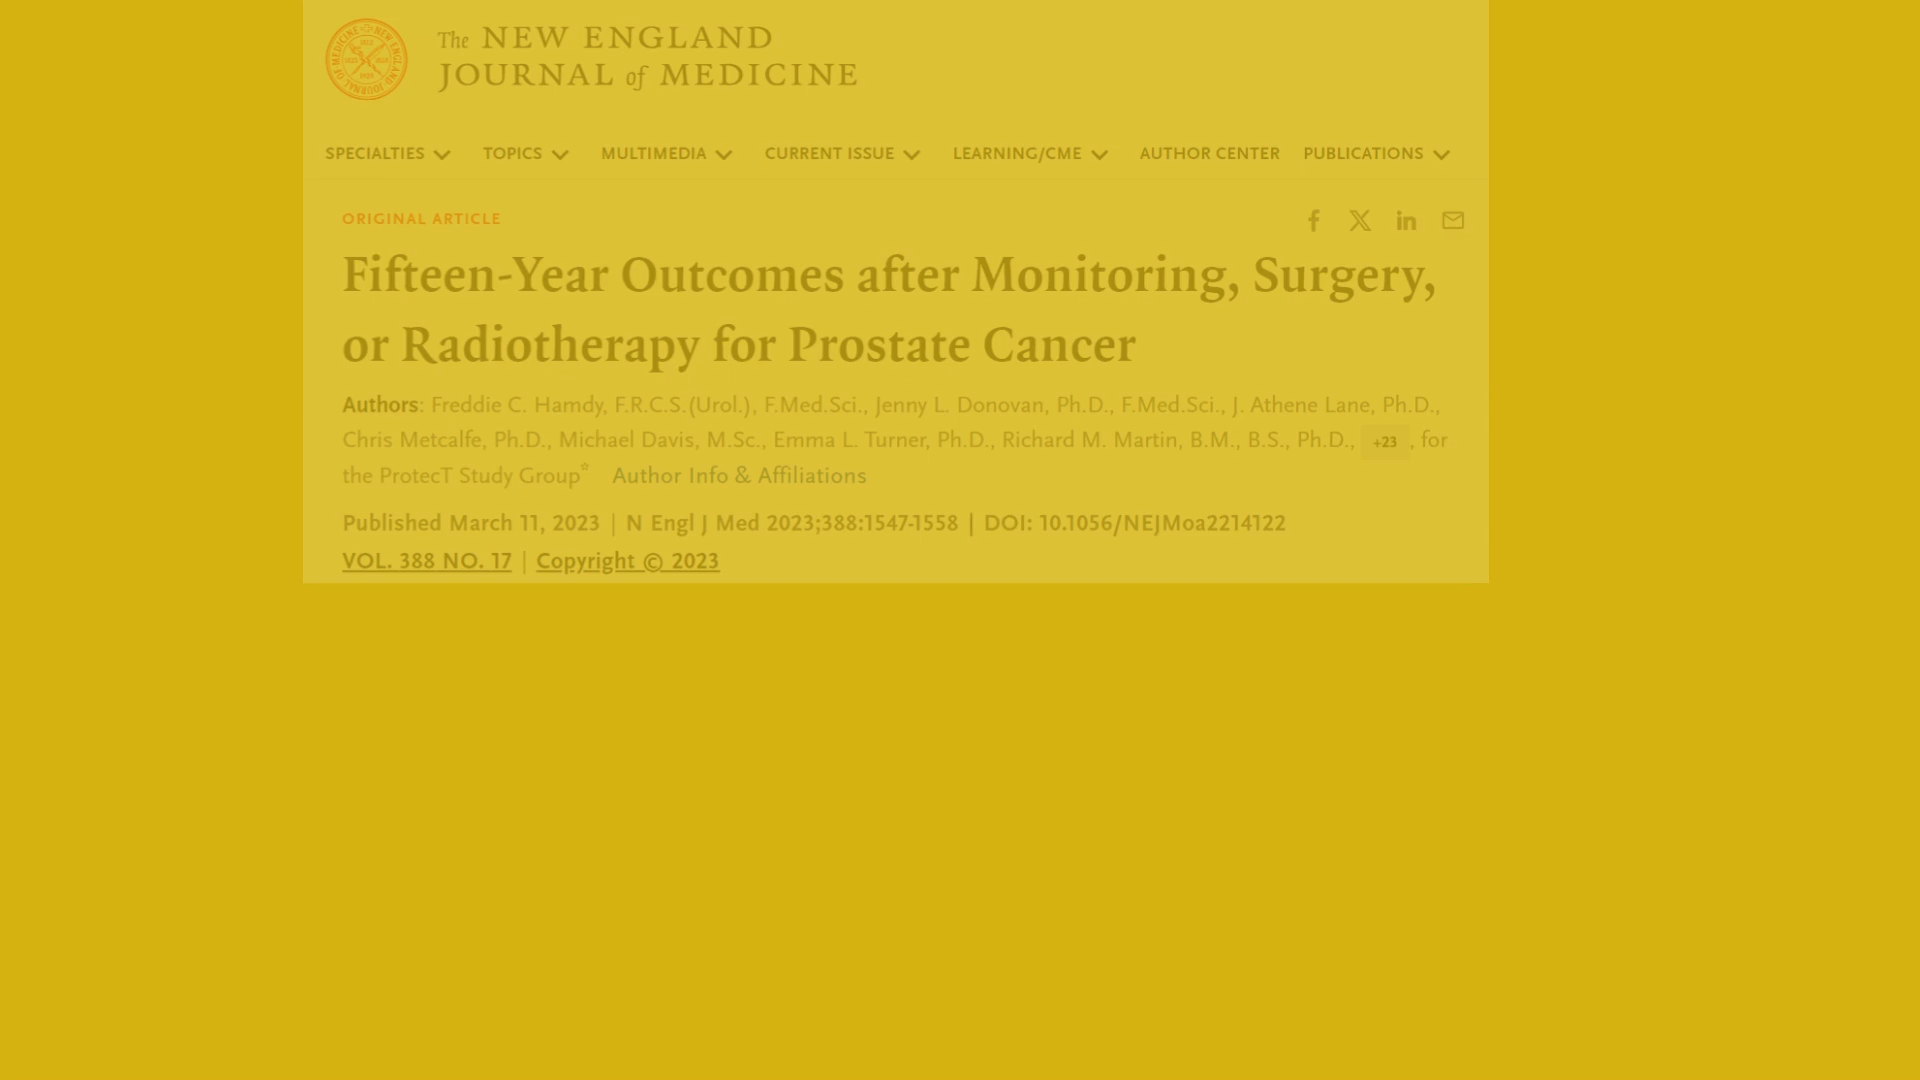 The NEW ENGLAND
JOURNAL of MEDICINE
SPECIALTIES TOPICS MULTIMEDIA CURRENT ISSUE LEARNING/CME AUTHOR CENTER PUBLICATIONS
ORIGINAL ARTICLE
Fifteen-Year Outcomes after Monitoring, Surgery,
or Radiotherapy for Prostate Cancer
Authors: Freddie C. Hamdy, F.R.C.S.(Urol.), F.Med.Sci., Jenny L. Donovan, Ph.D., F.Med.Sci., J. Athene Lane, Ph.D.,
Chris Metcalfe, Ph.D., Michael Davis, M.Sc., Emma L. Turner, Ph.D., Richard M. Martin, B.M., B.S., Ph.D., +23 , for
the ProtecT Study Group* Author Info & Affiliations
Published March 11, 2023 | N Engl J Med 2023;388:1547-1558 | DOI: 10.1056/NEJMoa2214122
VOL. 388 NO. 17 | Copyright © 2023